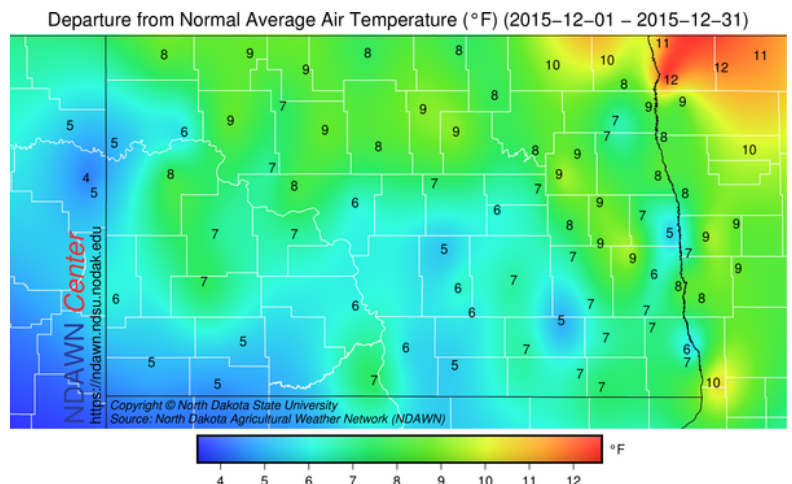 Departure from Normal Average Air Temperature (°F) (2015–12–01 – 2015–12–31)
11
8 9 8 8 10 10 12 11
9
12
8 8
7 9 9 9
5 9 9 9 7
5 6 9 7 8
8 8 9 10
4 8 7 9 8
5 8 7 7 8
6 6 9 7
7 7 8 5 9 9
5 9 7
7 9 6 9
7 7 8
6 6 6 7 8
6 5 7 7
5 6 7 7 6
5 5 7
5 7 7 7 10
NDAWN Center
https://ndawn.ndsu.nodak.edu
Copyright © North Dakota State University
Source: North Dakota Agricultural Weather Network (NDAWN)
°F
4 5 6 7 8 9 10 11 12